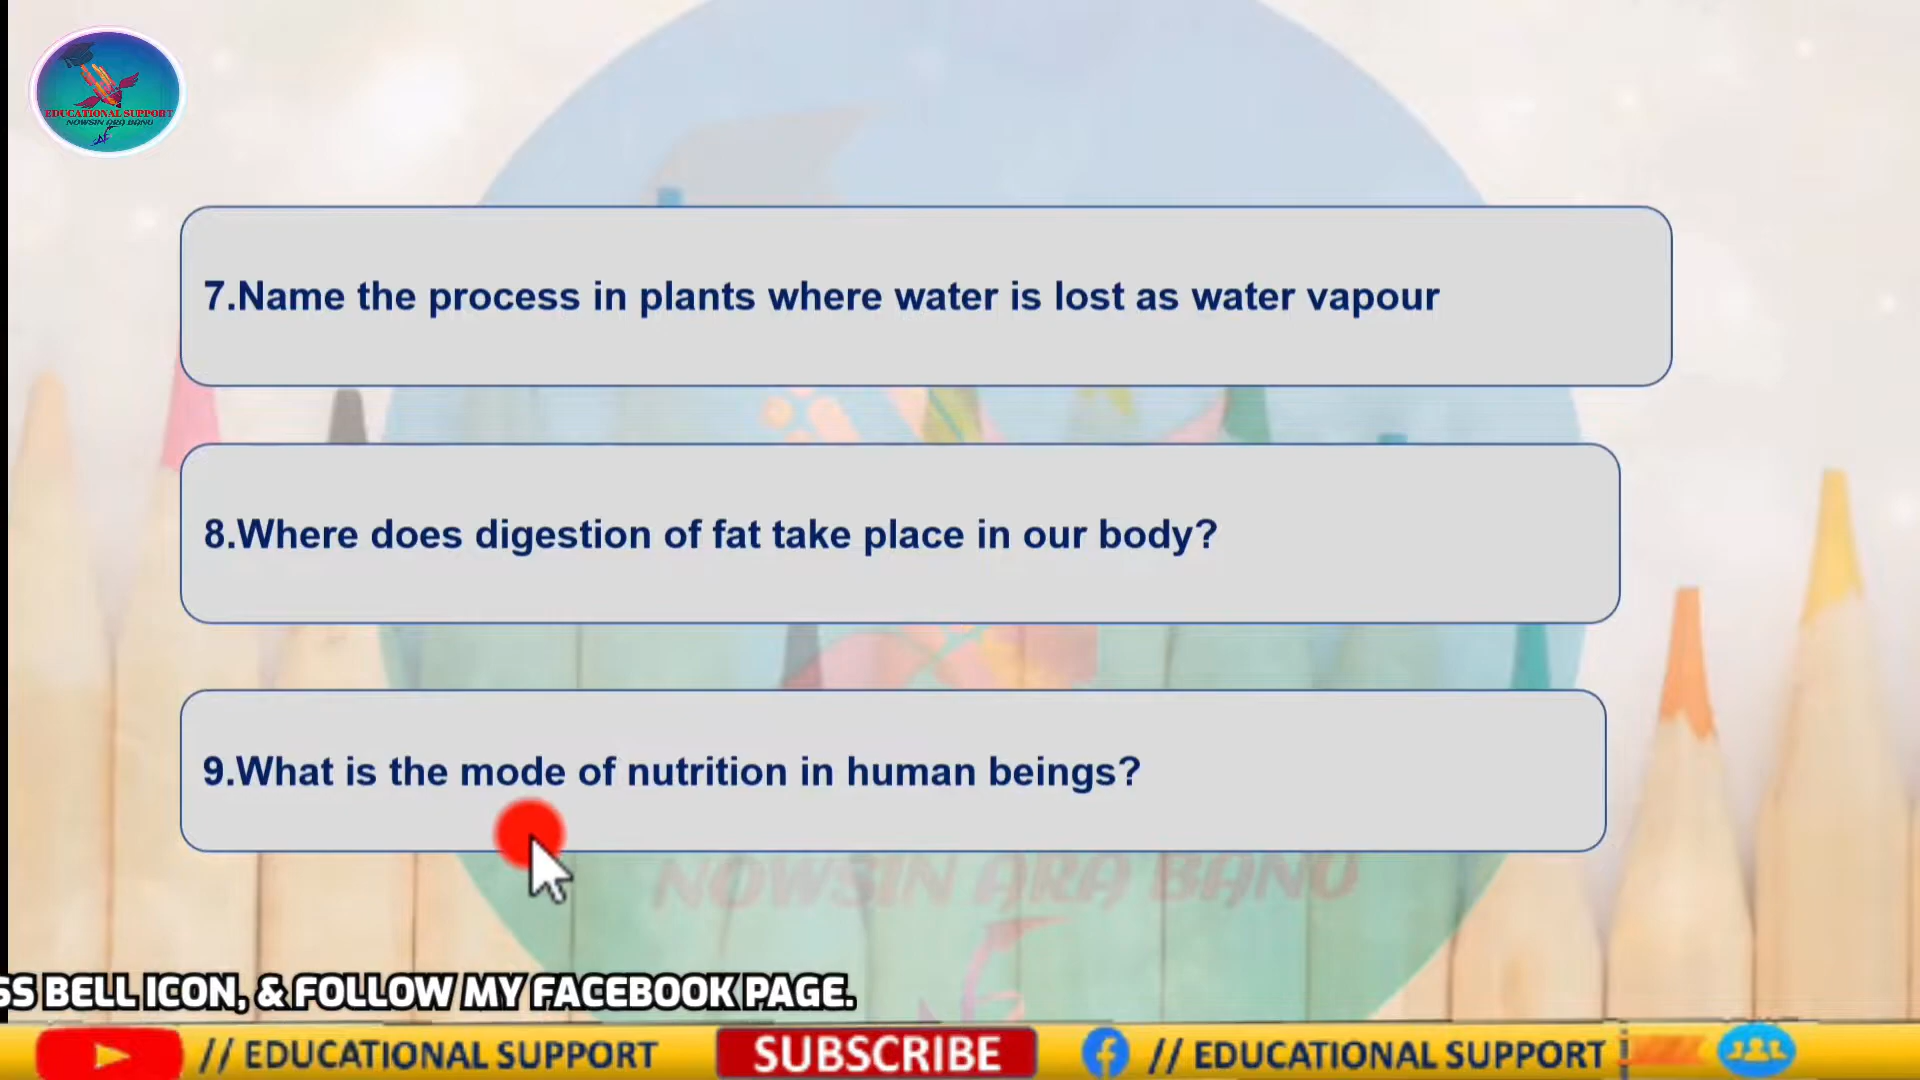 EDUCATIONAL SUPPORT
NOWSIN ARA BANU
7.Name the process in plants where water is lost as water vapour
8.Where does digestion of fat take place in our body?
9.What is the mode of nutrition in human beings?
NOWSIN ARA BANU
SS BELL ICON, & FOLLOW MY FACEBOOK PAGE.
// EDUCATIONAL SUPPORT SUBSCRIBE // EDUCATIONAL SUPPORT